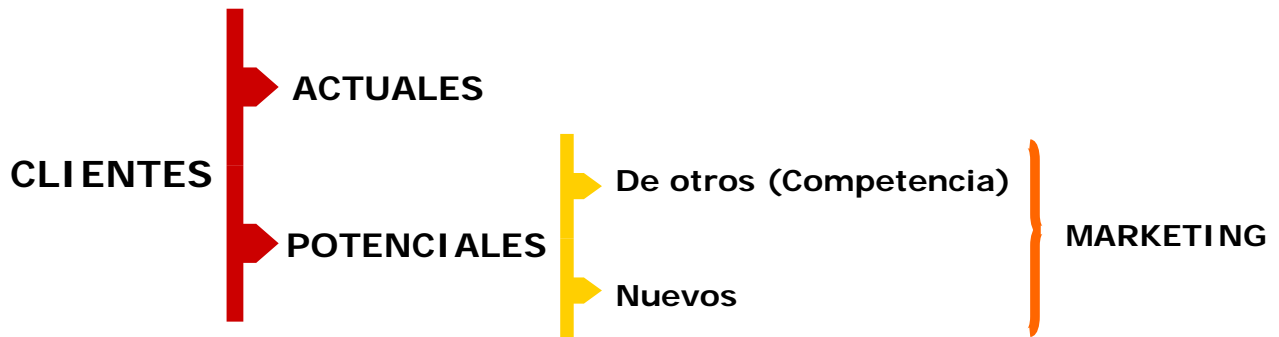 ACTUALES
CLIENTES
De otros (Competencia)
MARKETING
POTENCIALES
Nuevos